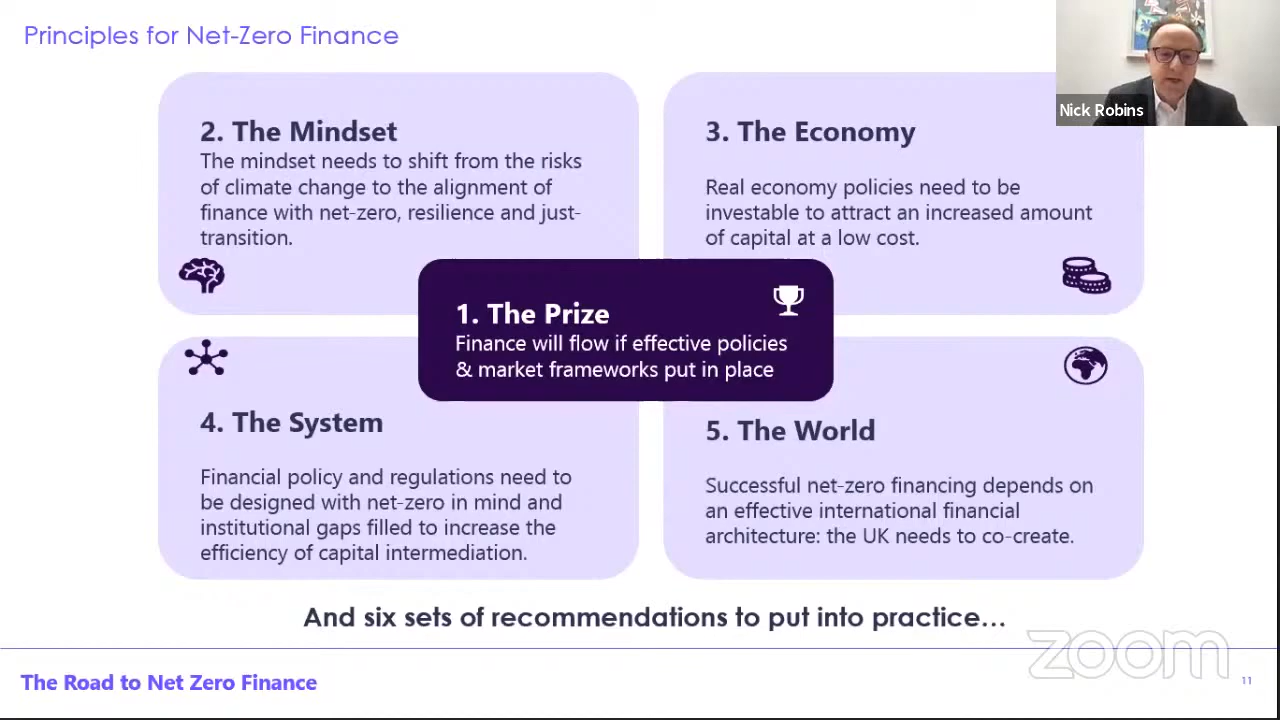 Principles for Net-Zero Finance
Nick Robins
2. The Mindset
The mindset needs to shift from the risks
of climate change to the alignment of
finance with net-zero, resilience and just-
transition.
3. The Economy
Real economy policies need to be
investable to attract an increased amount
of capital at a low cost.
1. The Prize
Finance will flow if effective policies
& market frameworks put in place
4. The System
Financial policy and regulations need to
be designed with net-zero in mind and
institutional gaps filled to increase the
efficiency of capital intermediation.
5. The World
Successful net-zero financing depends on
an effective international financial
architecture: the UK needs to co-create.
And six sets of recommendations to put into practice...
zoom
The Road to Net Zero Finance
11